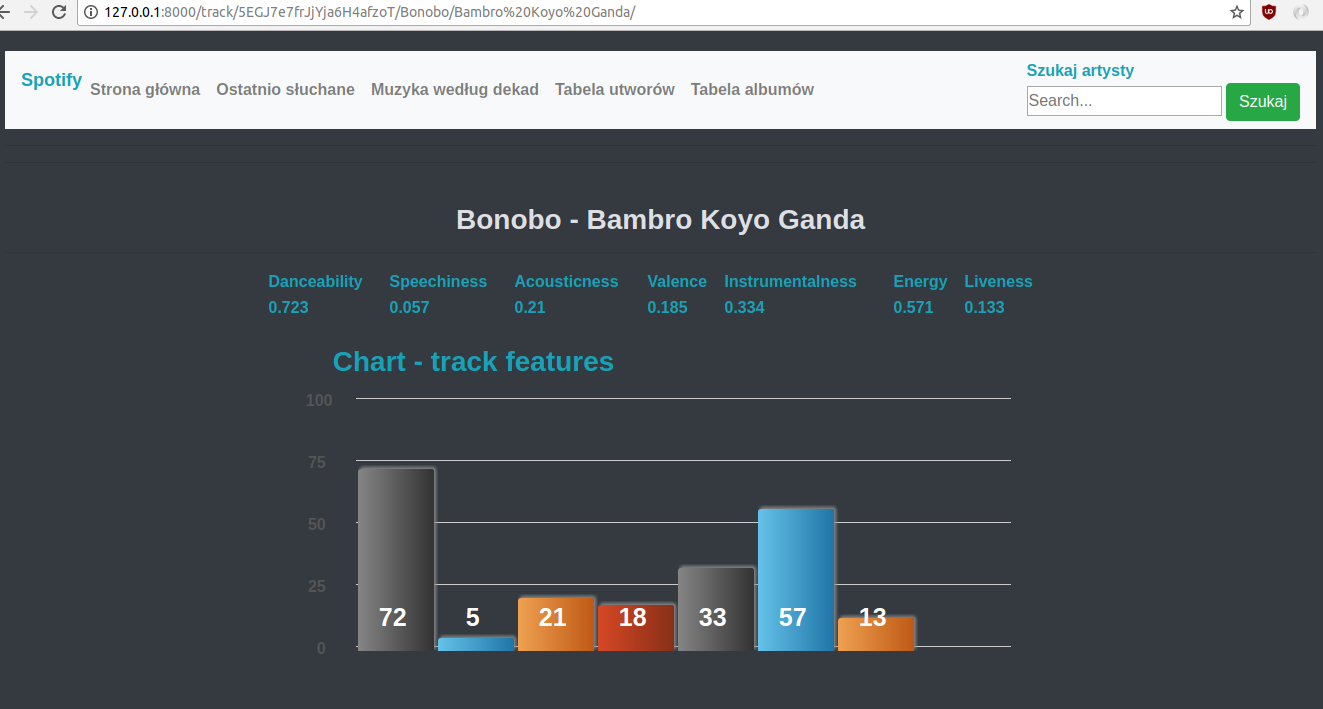 127.0.0.1:8000/track/5EGJ7e7frJjYja6H4afzoT/Bonobo/Bambro%20Koyo%20Ganda/
Spotify Strona główna Ostatnio słuchane Muzyka według dekad Tabela utworów Tabela albumów
Szukaj artysty
Search... Szukaj
Bonobo - Bambro Koyo Ganda
Danceability Speechiness Acousticness Valence Instrumentalness Energy Liveness
0.723 0.057 0.21 0.185 0.334 0.571 0.133
Chart - track features
100
75
50
25
72 5 21 18 33 57 13
0